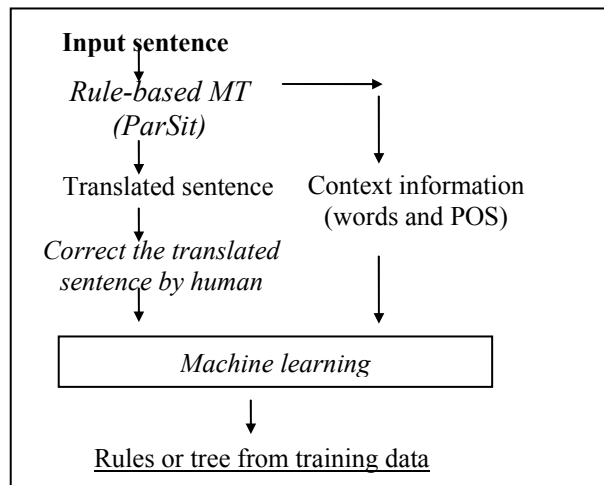 Input sentence
Rule-based MT
(ParSit)
Translated sentence
Context information
(words and POS)
Correct the translated
sentence by human
Machine learning
Rules or tree from training data